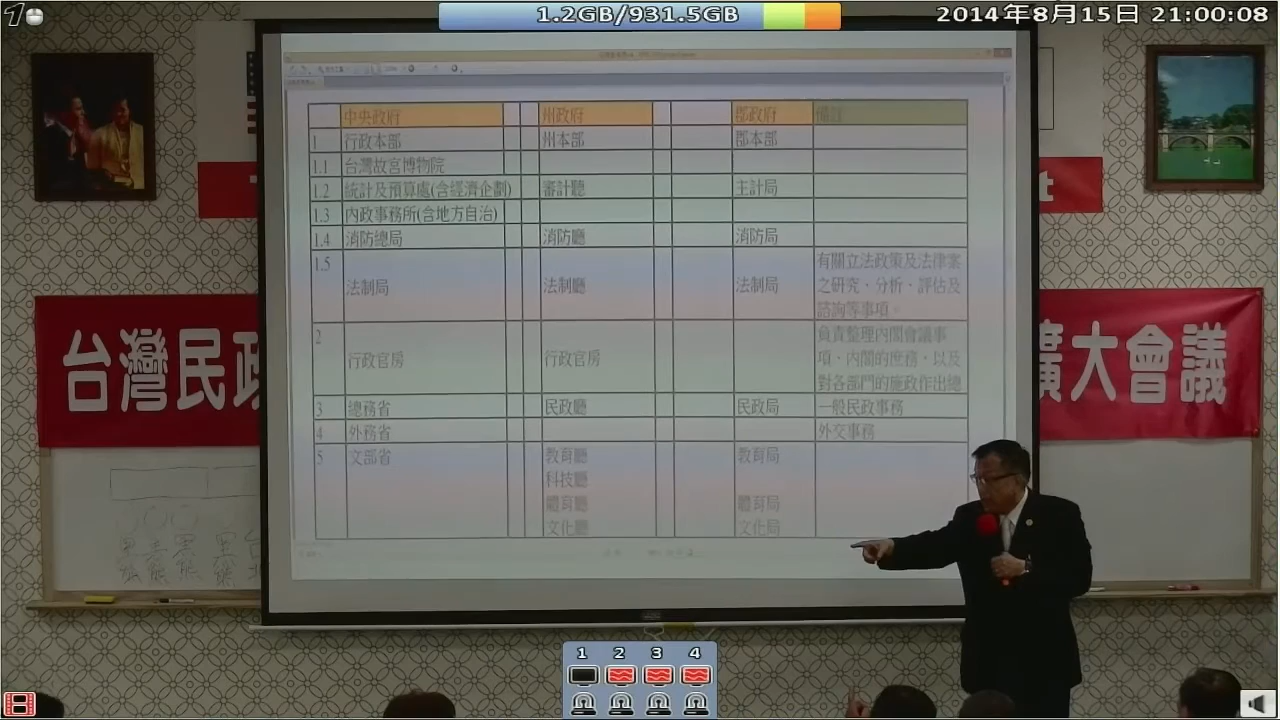 1
1.2GB/931.5GB
2014年8月15日 21:00:08
中央政府 州政府 郡政府 備註
1 行政本部 州本部 郡本部
1.1 台灣故宮博物院
1.2 統計及預算處(含經濟企劃) 審計廳 主計局
1.3 內政事務所(含地方自治)
1.4 消防總局 消防廳 消防局
1.5 法制局 法制廳 法制局 有關立法政策及法律案
之研究、分析、評估及
諮詢等事項。
2 行政官房 行政官房 負責整理內閣會議事
項、內閣的庶務、以及
對各部門的施政作出總
3 總務省 民政廳 民政局 一般民政事務
4 外務省 外交事務
5 文部省 教育廳 教育局
科技廳
體育廳 體育局
文化廳 文化局
t
台灣民政
擴大會議
1 2 3 4